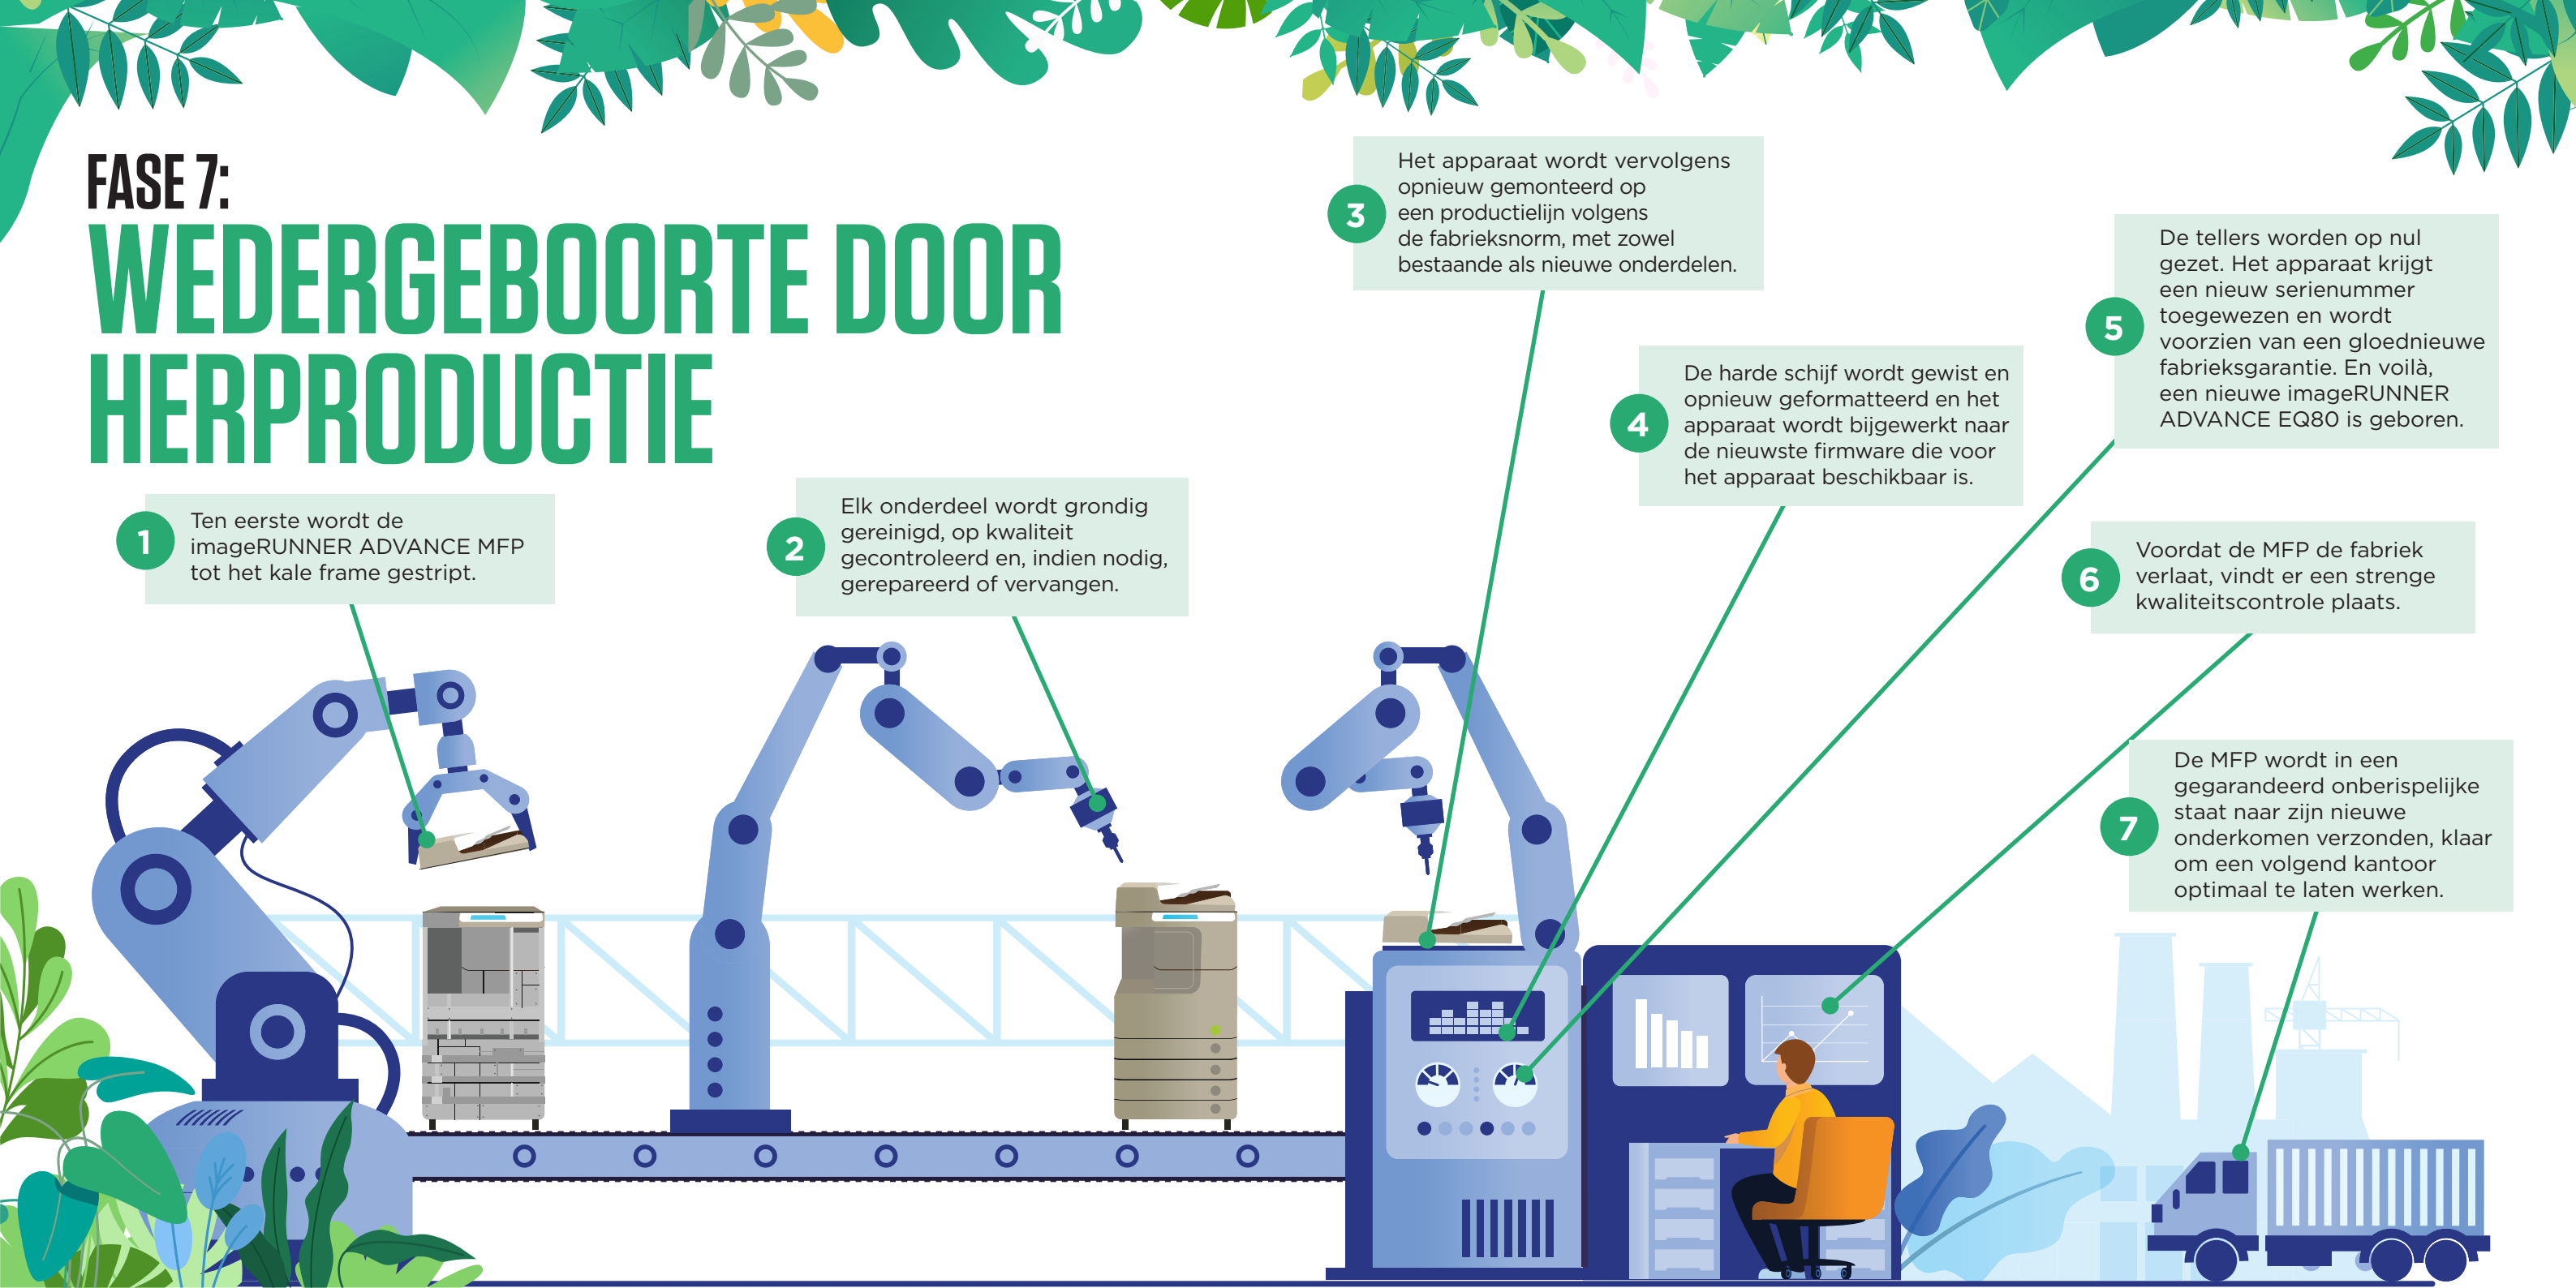 FASE 7:
WEDERGEBOORTE DOOR
HERPRODUCTIE
1
Ten eerste wordt de
imageRUNNER ADVANCE MFP
tot het kale frame gestript.
2
Elk onderdeel wordt grondig
gereinigd, op kwaliteit
gecontroleerd en, indien nodig,
gerepareerd of vervangen.
3
Het apparaat wordt vervolgens
opnieuw gemonteerd op
een productielijn volgens
de fabrieksnorm, met zowel
bestaande als nieuwe onderdelen.
4
De harde schijf wordt gewist en
opnieuw geformatteerd en het
apparaat wordt bijgewerkt naar
de nieuwste firmware die voor
het apparaat beschikbaar is.
5
De tellers worden op nul
gezet. Het apparaat krijgt
een nieuw serienummer
toegewezen en wordt
voorzien van een gloednieuwe
fabrieksgarantie. En voilà,
een nieuwe imageRUNNER
ADVANCE EQ80 is geboren.
6
Voordat de MFP de fabriek
verlaat, vindt er een strenge
kwaliteitscontrole plaats.
7
De MFP wordt in een
gegarandeerd onberispelijke
staat naar zijn nieuwe
onderkomen verzonden, klaar
om een volgend kantoor
optimaal te laten werken.